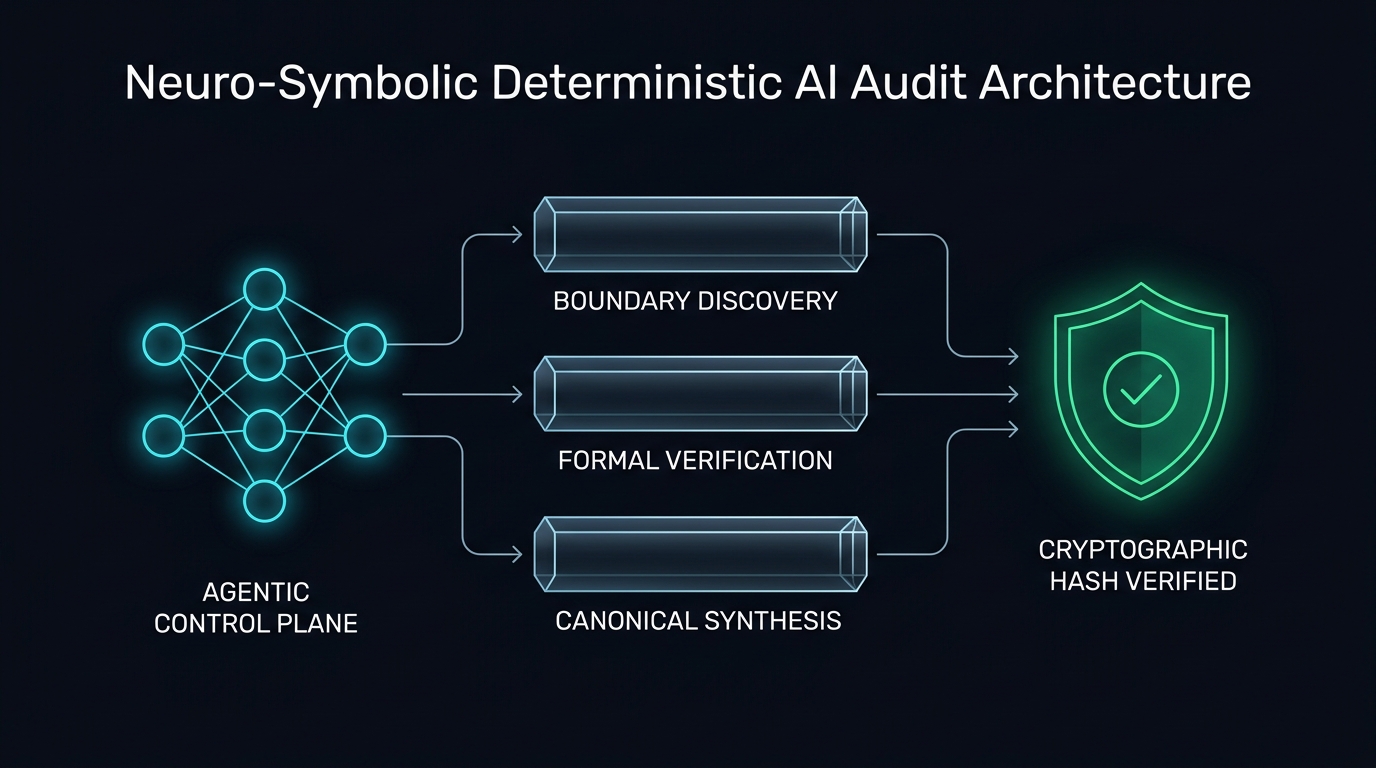 Neuro-Symbolic Deterministic AI Audit Architecture
BOUNDARY DISCOVERY
FORMAL VERIFICATION
CANONICAL SYNTHESIS
AGENTIC
CONTROL PLANE
CRYPTOGRAPHIC
HASH VERIFIED